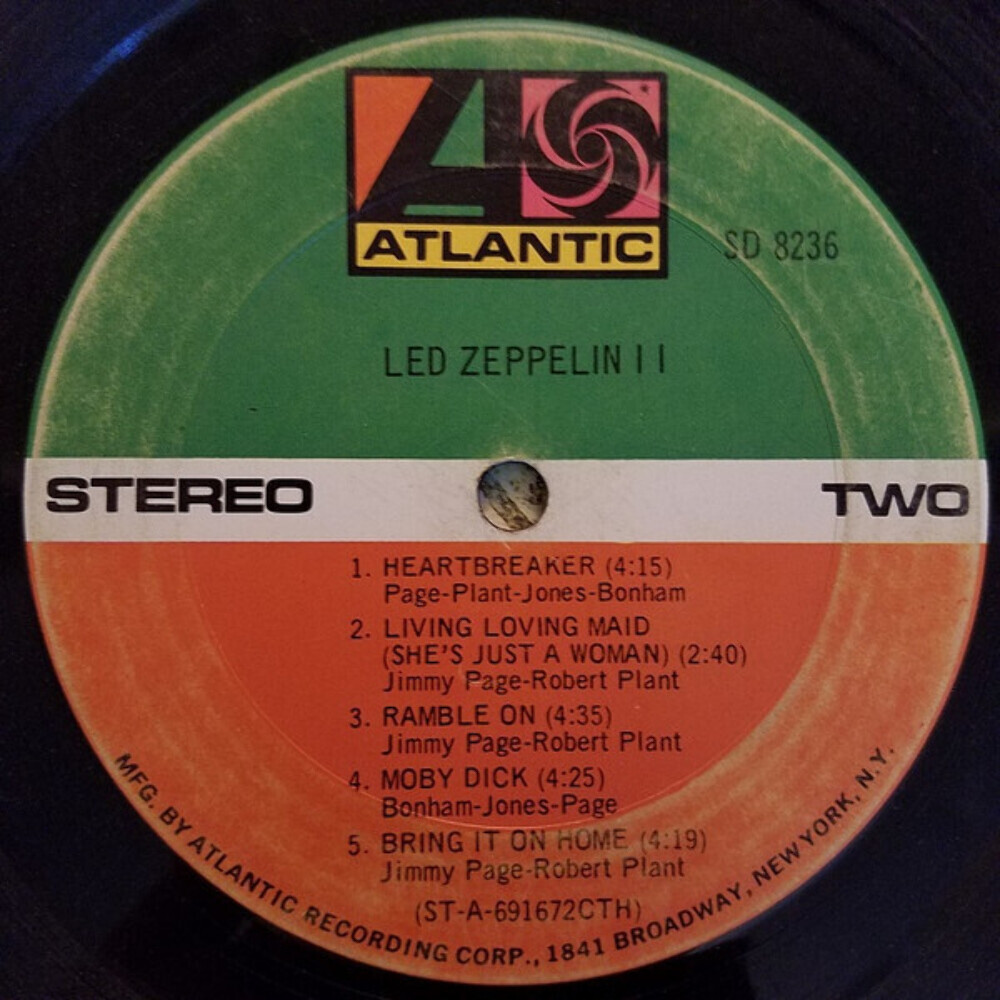 ATLANTIC
SD 8236
LED ZEPPELIN II
STEREO
TWO
1. HEARTBREAKER (4:15)
Page-Plant-Jones-Bonham
2. LIVING LOVING MAID
(SHE'S JUST A WOMAN) (2:40)
Jimmy Page-Robert Plant
3. RAMBLE ON (4:35)
Jimmy Page-Robert Plant
4. MOBY DICK (4:25)
Bonham-Jones-Page
5. BRING IT ON HOME (4:19)
Jimmy Page-Robert Plant
(ST-A-691672CTH)
MFG. BY ATLANTIC RECORDING CORP., 1841 BROADWAY, NEW YORK, N.Y.